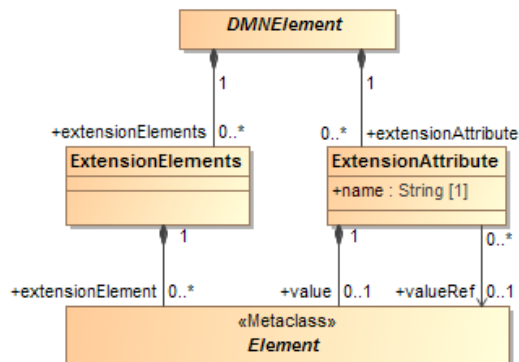 DMNElement
1
1
+extensionElements 0..*
0..* +extensionAttribute
ExtensionElements
ExtensionAttribute
+name : String [1]
1
1
0..*
+extensionElement 0..*
+value 0..1
+valueRef 0..1
«Metaclass»
Element